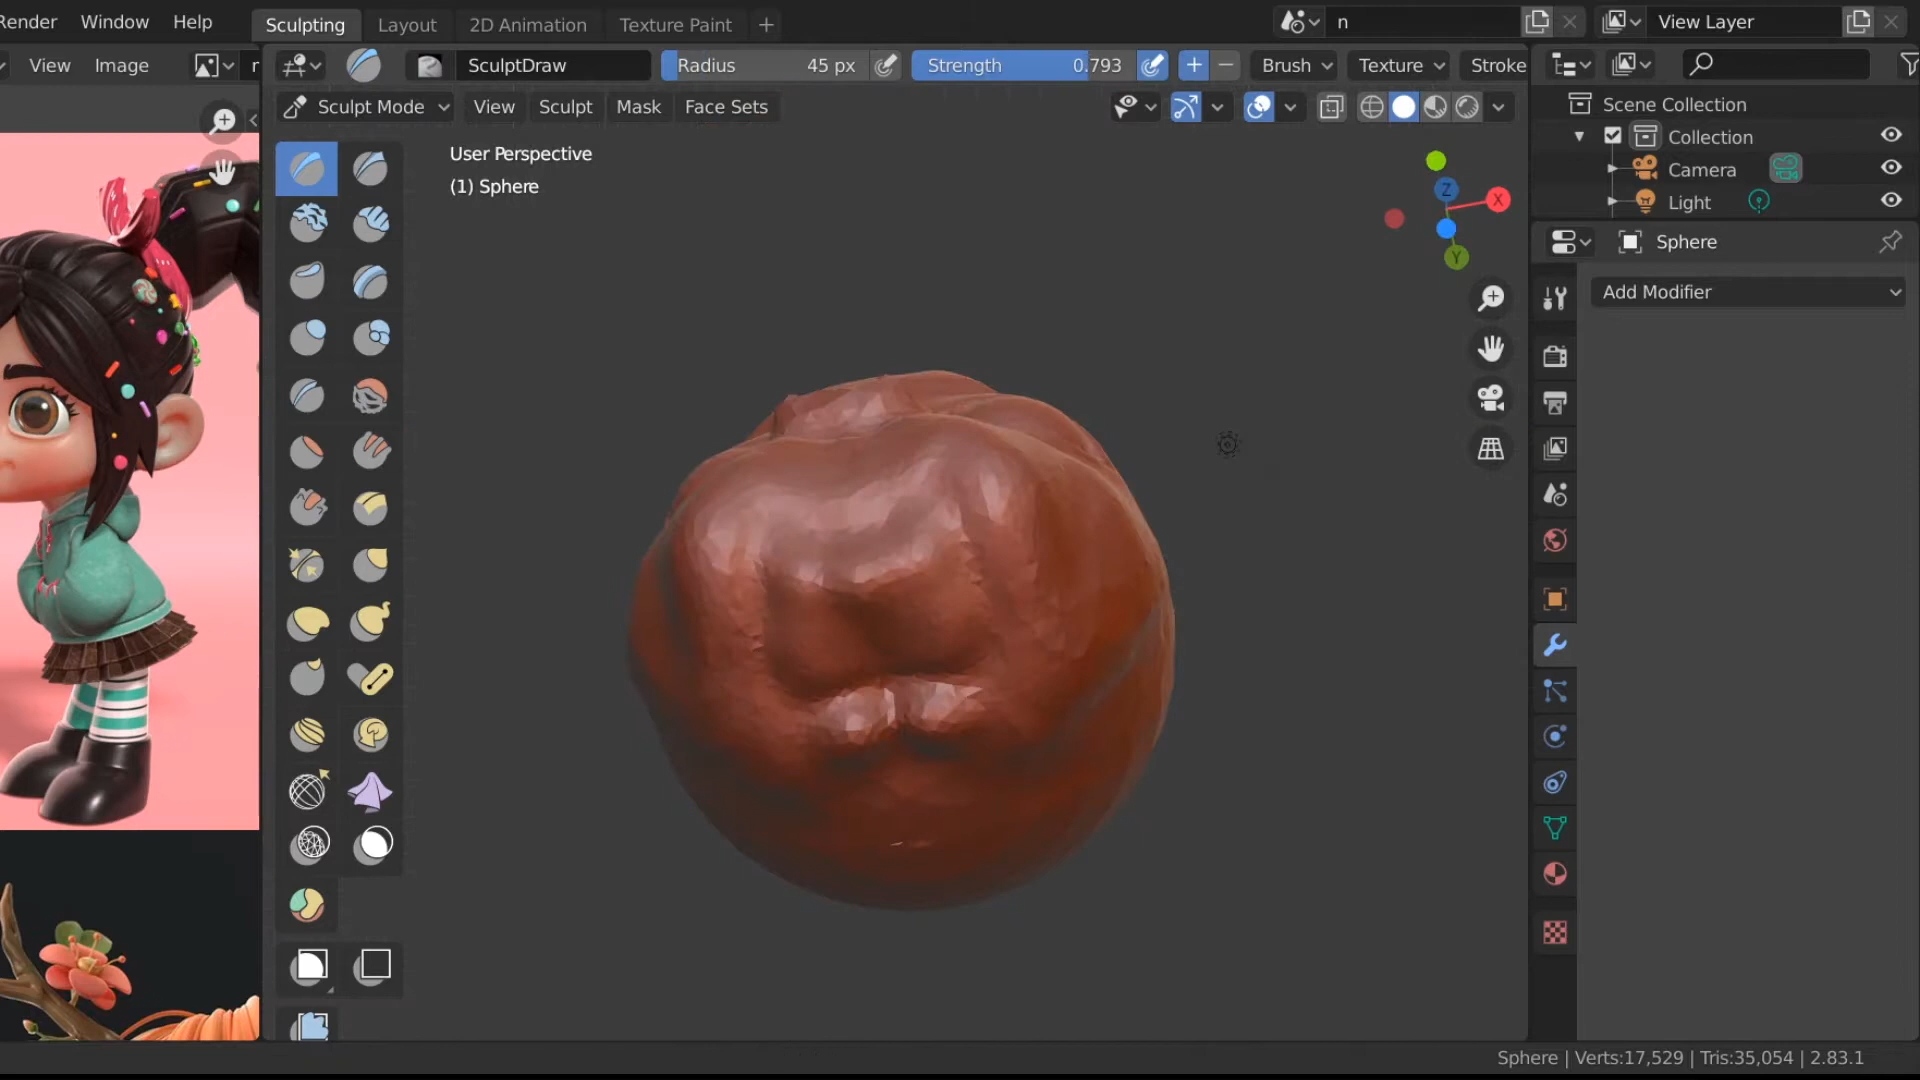 Render Window Help Sculpting Layout 2D Animation Texture Paint + n View Layer
View Image SculptDraw Radius 45 px Strength 0.793 Brush Texture Stroke
Sculpt Mode View Sculpt Mask Face Sets
Scene Collection
Collection
Camera
Light
User Perspective
(1) Sphere
Z
X
Y
Sphere
Add Modifier
Sphere | Verts:17,529 | Tris:35,054 | 2.83.1